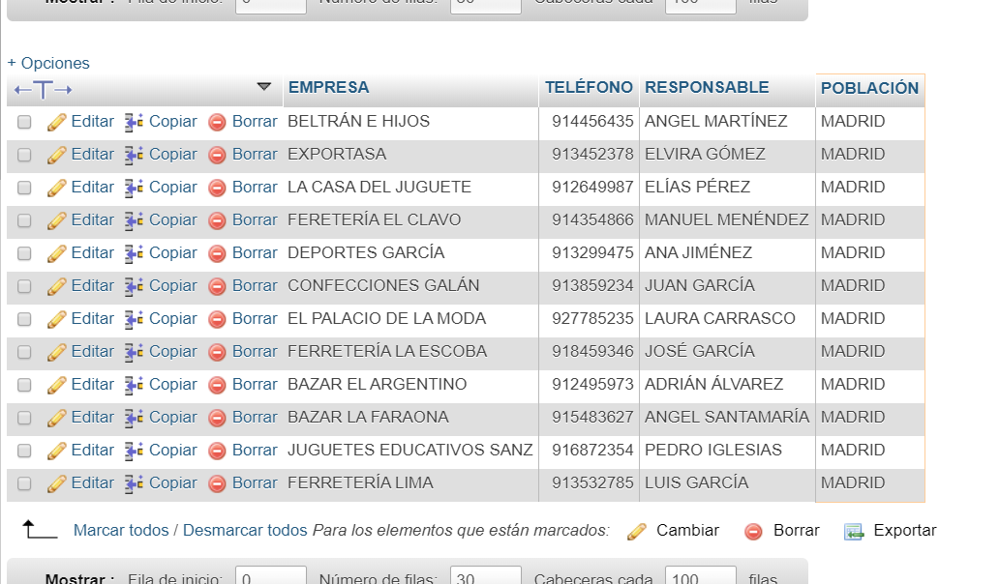 Mostrar : Fila de inicio: 0 Número de filas: 30 Cabeceras cada 100 filas
+ Opciones
EMPRESA TELÉFONO RESPONSABLE POBLACIÓN
Editar Copiar Borrar BELTRÁN E HIJOS 914456435 ANGEL MARTÍNEZ MADRID
Editar Copiar Borrar EXPORTASA 913452378 ELVIRA GÓMEZ MADRID
Editar Copiar Borrar LA CASA DEL JUGUETE 912649987 ELÍAS PÉREZ MADRID
Editar Copiar Borrar FERETERÍA EL CLAVO 914354866 MANUEL MENÉNDEZ MADRID
Editar Copiar Borrar DEPORTES GARCÍA 913299475 ANA JIMÉNEZ MADRID
Editar Copiar Borrar CONFECCIONES GALÁN 913859234 JUAN GARCÍA MADRID
Editar Copiar Borrar EL PALACIO DE LA MODA 927785235 LAURA CARRASCO MADRID
Editar Copiar Borrar FERRETERÍA LA ESCOBA 918459346 JOSÉ GARCÍA MADRID
Editar Copiar Borrar BAZAR EL ARGENTINO 912495973 ADRIÁN ÁLVAREZ MADRID
Editar Copiar Borrar BAZAR LA FARAONA 915483627 ANGEL SANTAMARÍA MADRID
Editar Copiar Borrar JUGUETES EDUCATIVOS SANZ 916872354 PEDRO IGLESIAS MADRID
Editar Copiar Borrar FERRETERÍA LIMA 913532785 LUIS GARCÍA MADRID
Marcar todos / Desmarcar todos Para los elementos que están marcados: Cambiar Borrar Exportar
Mostrar : Fila de inicio: 0 Número de filas: 30 Cabeceras cada 100 filas